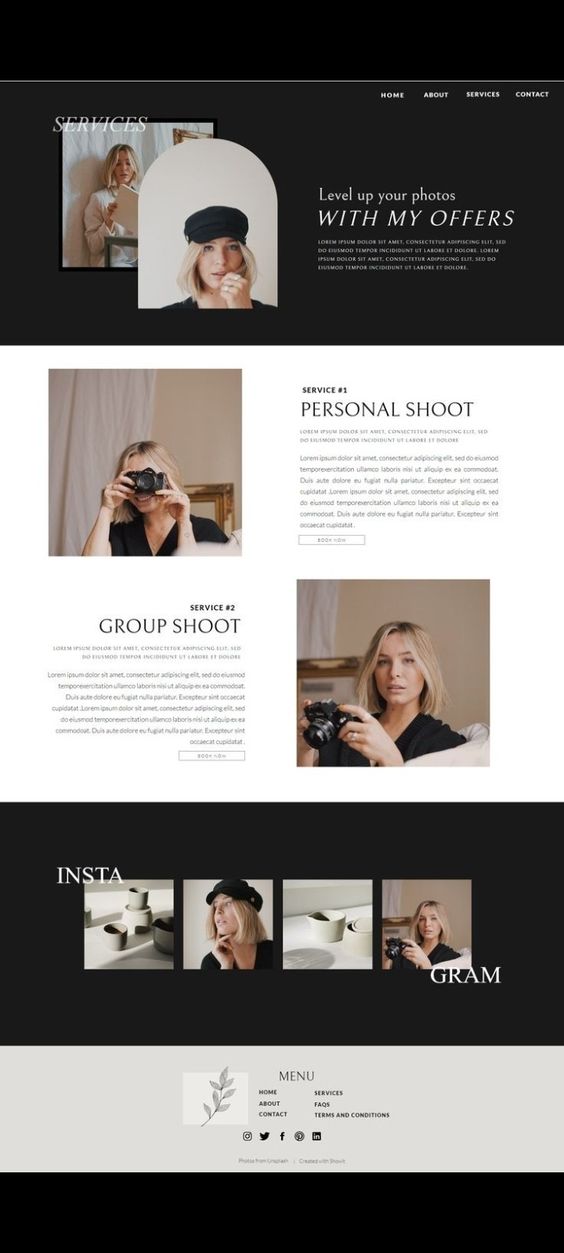 HOME ABOUT SERVICES CONTACT
SERVICES
Level up your photos
WITH MY OFFERS
LOREM IPSUM DOLOR SIT AMET, CONSECTETUR ADIPISCING ELIT, SED
DO EIUSMOD TEMPOR INCIDIDUNT UT LABORE ET DOLORE. LOREM
IPSUM DOLOR SIT AMET, CONSECTETUR ADIPISCING ELIT, SED DO
EIUSMOD TEMPOR INCIDIDUNT UT LABORE ET DOLORE.
SERVICE #1
PERSONAL SHOOT
LOREM IPSUM DOLOR SIT AMET, CONSECTETUR ADIPISCING ELIT, SED
DO EIUSMOD TEMPOR INCIDIDUNT UT LABORE ET DOLORE
Lorem ipsum dolor sit amet, consectetur adipiscing elit, sed do eiusmod
temporexercitation ullamco laboris nisi ut aliquip ex ea commodoat.
Duis aute dolore eu fugiat nulla pariatur. Excepteur sint occaecat
cupidatat .Lorem ipsum dolor sit amet, consectetur adipiscing elit, sed
do eiusmod temporexercitation ullamco laboris nisi ut aliquip ex ea
commodoat. Duis aute dolore eu fugiat nulla pariatur. Excepteur sint
occaecat cupidatat .
BOOK NOW
SERVICE #2
GROUP SHOOT
LOREM IPSUM DOLOR SIT AMET, CONSECTETUR ADIPISCING ELIT, SED
DO EIUSMOD TEMPOR INCIDIDUNT UT LABORE ET DOLORE
Lorem ipsum dolor sit amet, consectetur adipiscing elit, sed do eiusmod
temporexercitation ullamco laboris nisi ut aliquip ex ea commodoat.
Duis aute dolore eu fugiat nulla pariatur. Excepteur sint occaecat
cupidatat .Lorem ipsum dolor sit amet, consectetur adipiscing elit, sed do
eiusmod temporexercitation ullamco laboris nisi ut aliquip ex ea
commodoat. Duis aute dolore eu fugiat nulla pariatur. Excepteur sint
occaecat cupidatat .
BOOK NOW
INSTA
GRAM
MENU
HOME SERVICES
ABOUT FAQS
CONTACT TERMS AND CONDITIONS
Photos from Unsplash | Created with Showit